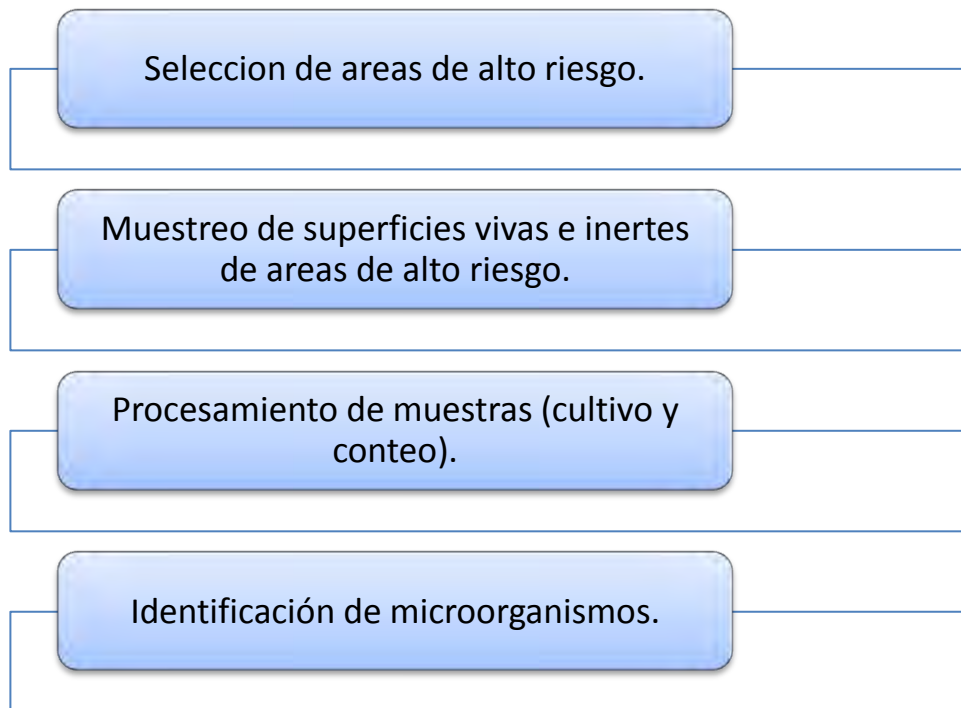 Seleccion de areas de alto riesgo.
Muestreo de superficies vivas e inertes
de areas de alto riesgo.
Procesamiento de muestras (cultivo y
conteo).
Identificación de microorganismos.